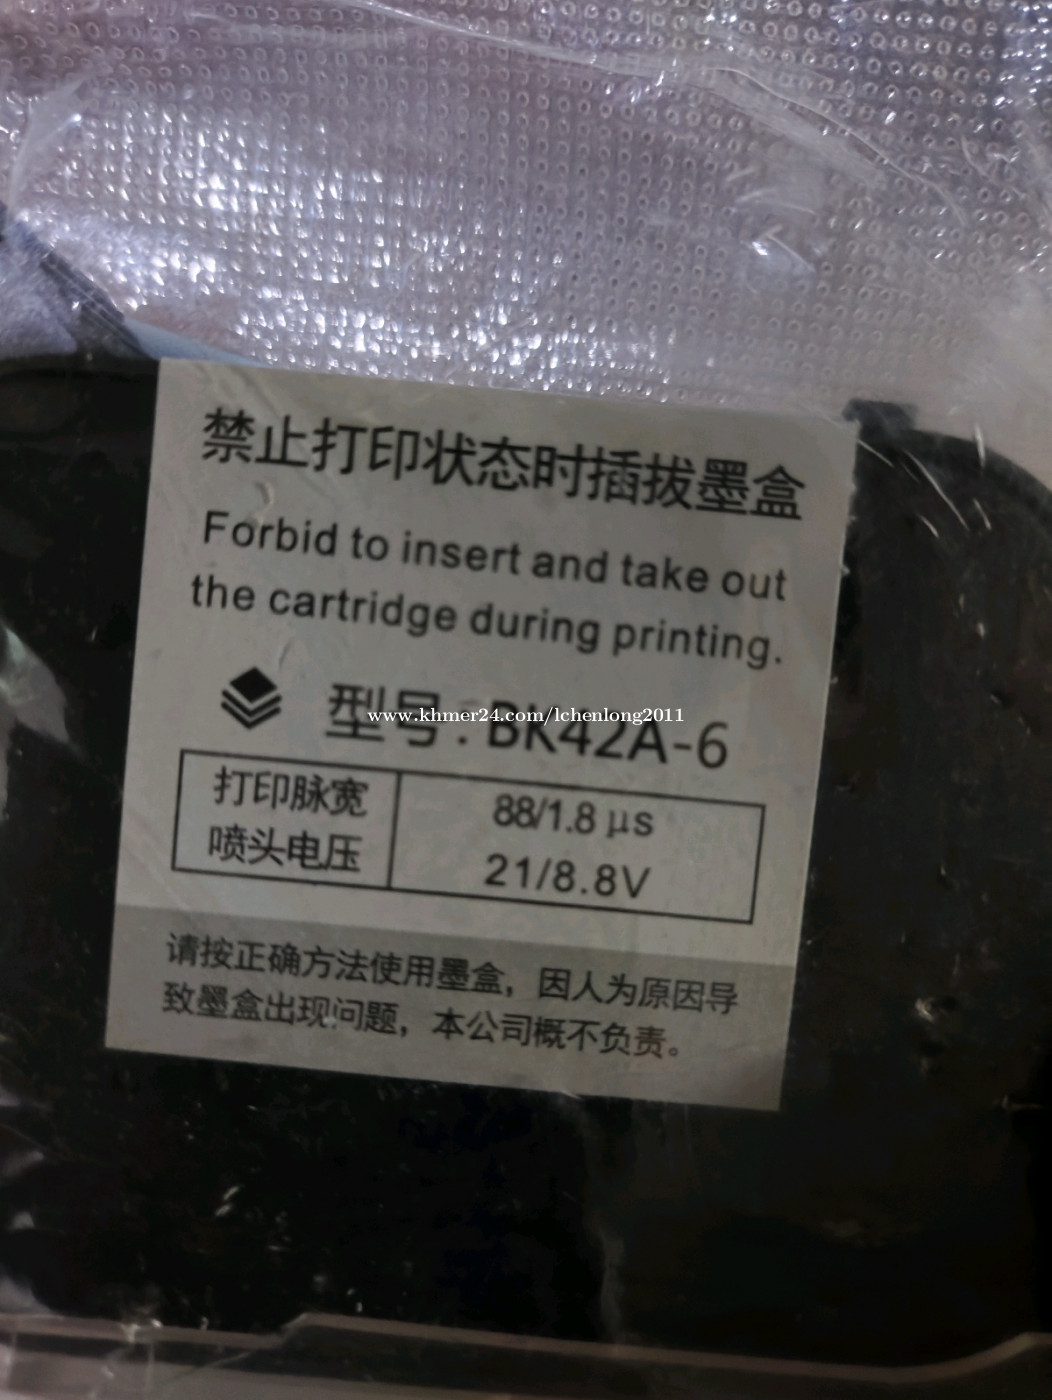 禁止打印状态时插拔墨盒
Forbid to insert and take out
the cartridge during printing.
型号:BK42A-6
www.khmer24.com/lchenlong2011
打印脉宽 88/1.8 μs
喷头电压 21/8.8V
请按正确方法使用墨盒，因人为原因导
致墨盒出现问题，本公司概不负责。